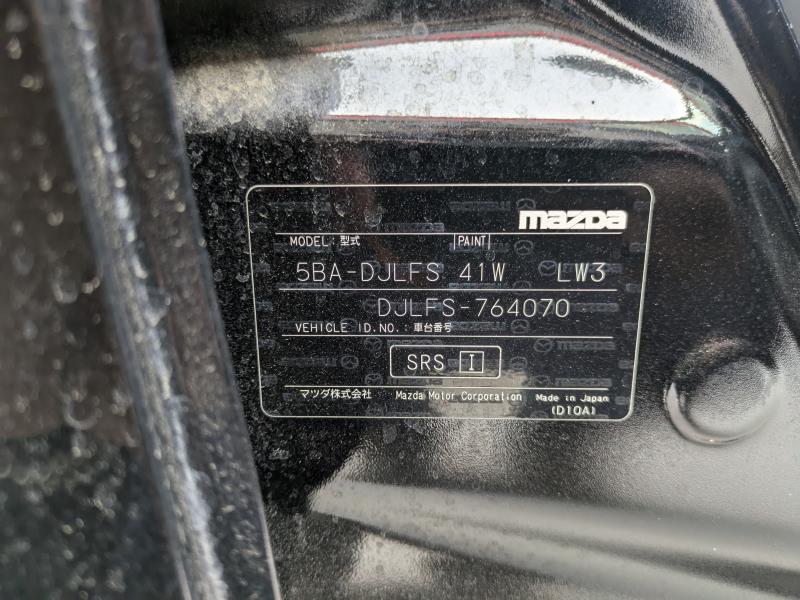 mazda
MODEL:型式 PAINT
5BA-DJLFS 41W LW3
DJLFS-764070
VEHICLE ID.NO.:車台番号
SRS I
マツダ株式会社 Mazda Motor Corporation Made in Japan
(D10A)